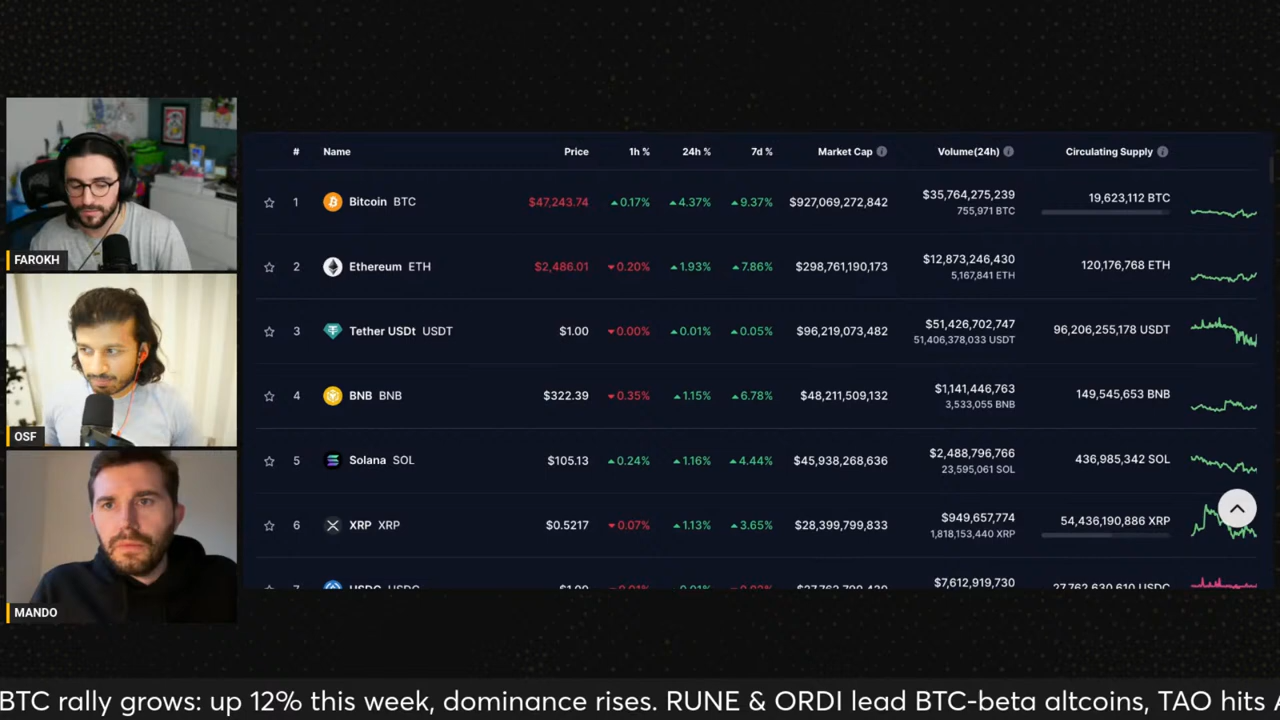 FAROKH
OSF
MANDO
# Name Price 1h % 24h % 7d % Market Cap Volume(24h) Circulating Supply
1 Bitcoin BTC $47,243.74 0.17% 4.37% 9.37% $927,069,272,842 $35,764,275,239 19,623,112 BTC
755,971 BTC
2 Ethereum ETH $2,486.01 0.20% 1.93% 7.86% $298,761,190,173 $12,873,246,430 120,176,768 ETH
5,167,841 ETH
3 Tether USDt USDT $1.00 0.00% 0.01% 0.05% $96,219,073,482 $51,426,702,747 96,206,255,178 USDT
51,406,378,033 USDT
4 BNB BNB $322.39 0.35% 1.15% 6.78% $48,211,509,132 $1,141,446,763 149,545,653 BNB
3,533,055 BNB
5 Solana SOL $105.13 0.24% 1.16% 4.44% $45,938,268,636 $2,488,796,766 436,985,342 SOL
23,595,061 SOL
6 XRP XRP $0.5217 0.07% 1.13% 3.65% $28,399,799,833 $949,657,774 54,436,190,886 XRP
1,818,153,440 XRP
7 USDC USDC $1.00 $7,612,919,730 27,762,630,610 USDC
BTC rally grows: up 12% this week, dominance rises. RUNE & ORDI lead BTC-beta altcoins, TAO hits